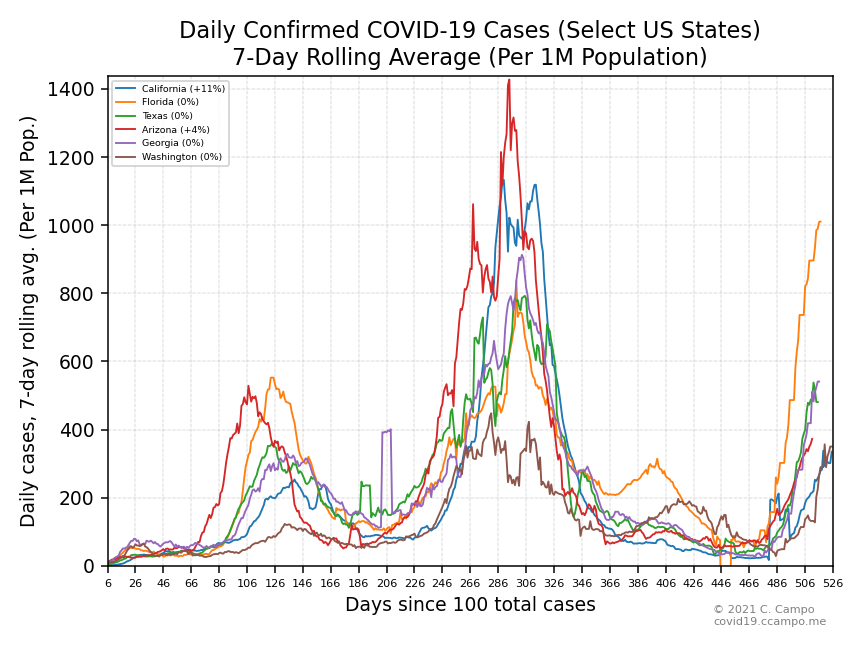 Daily Confirmed COVID-19 Cases (Select US States)
7-Day Rolling Average (Per 1M Population)
Daily cases, 7-day rolling avg. (Per 1M Pop.)
1400
1200
1000
800
600
400
200
0
California (+11%)
Florida (0%)
Texas (0%)
Arizona (+4%)
Georgia (0%)
Washington (0%)
6 26 46 66 86 106 126 146 166 186 206 226 246 266 286 306 326 346 366 386 406 426 446 466 486 506 526
Days since 100 total cases
© 2021 C. Campo
covid19.ccampo.me